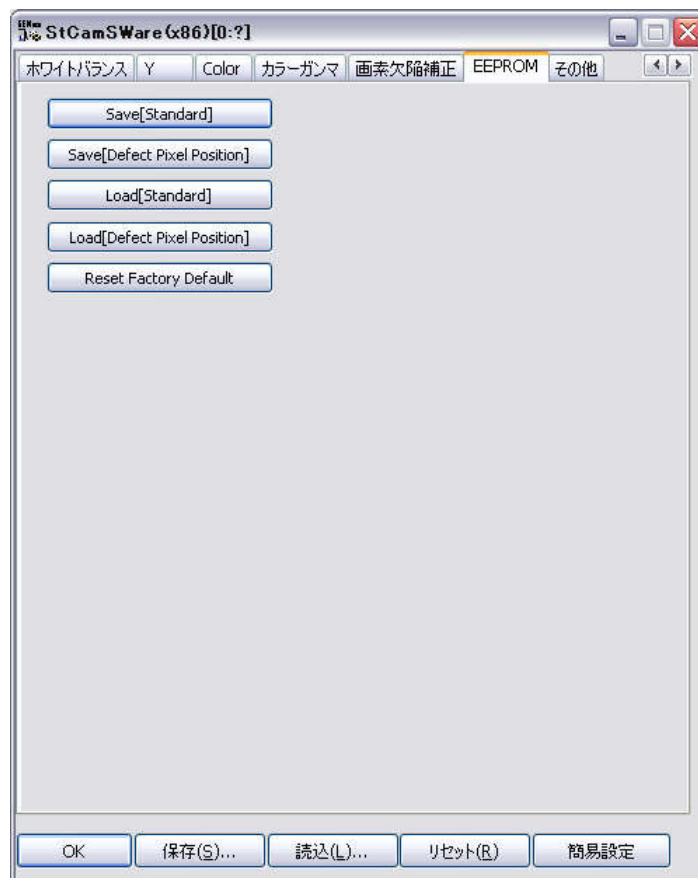 StCamSWare(x86)[0:?]
ホワイトバランス Y Color カラーガンマ 画素欠陥補正 EEPROM その他
Save[Standard]
Save[Defect Pixel Position]
Load[Standard]
Load[Defect Pixel Position]
Reset Factory Default
OK 保存(S)... 読込(L)... リセット(R) 簡易設定